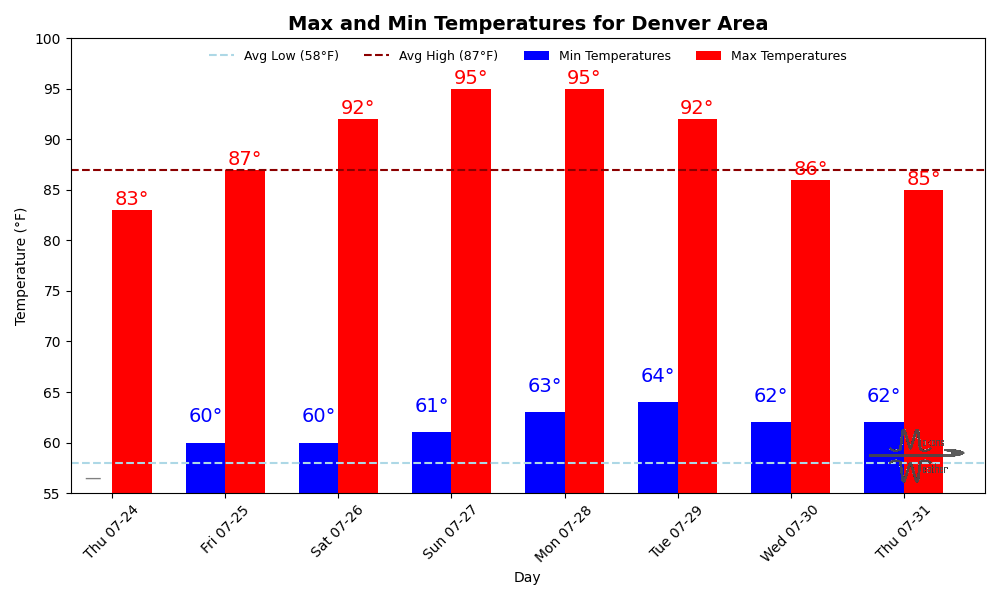 Max and Min Temperatures for Denver Area
Avg Low (58°F) Avg High (87°F) Min Temperatures Max Temperatures
100
95
90
85
80
75
70
65
60
55
Temperature (°F)
83° 87° 92° 95° 95° 92° 86° 85°
60° 60° 61° 63° 64° 62° 62°
—
Thu 07-24 Fri 07-25 Sat 07-26 Sun 07-27 Mon 07-28 Tue 07-29 Wed 07-30 Thu 07-31
Day